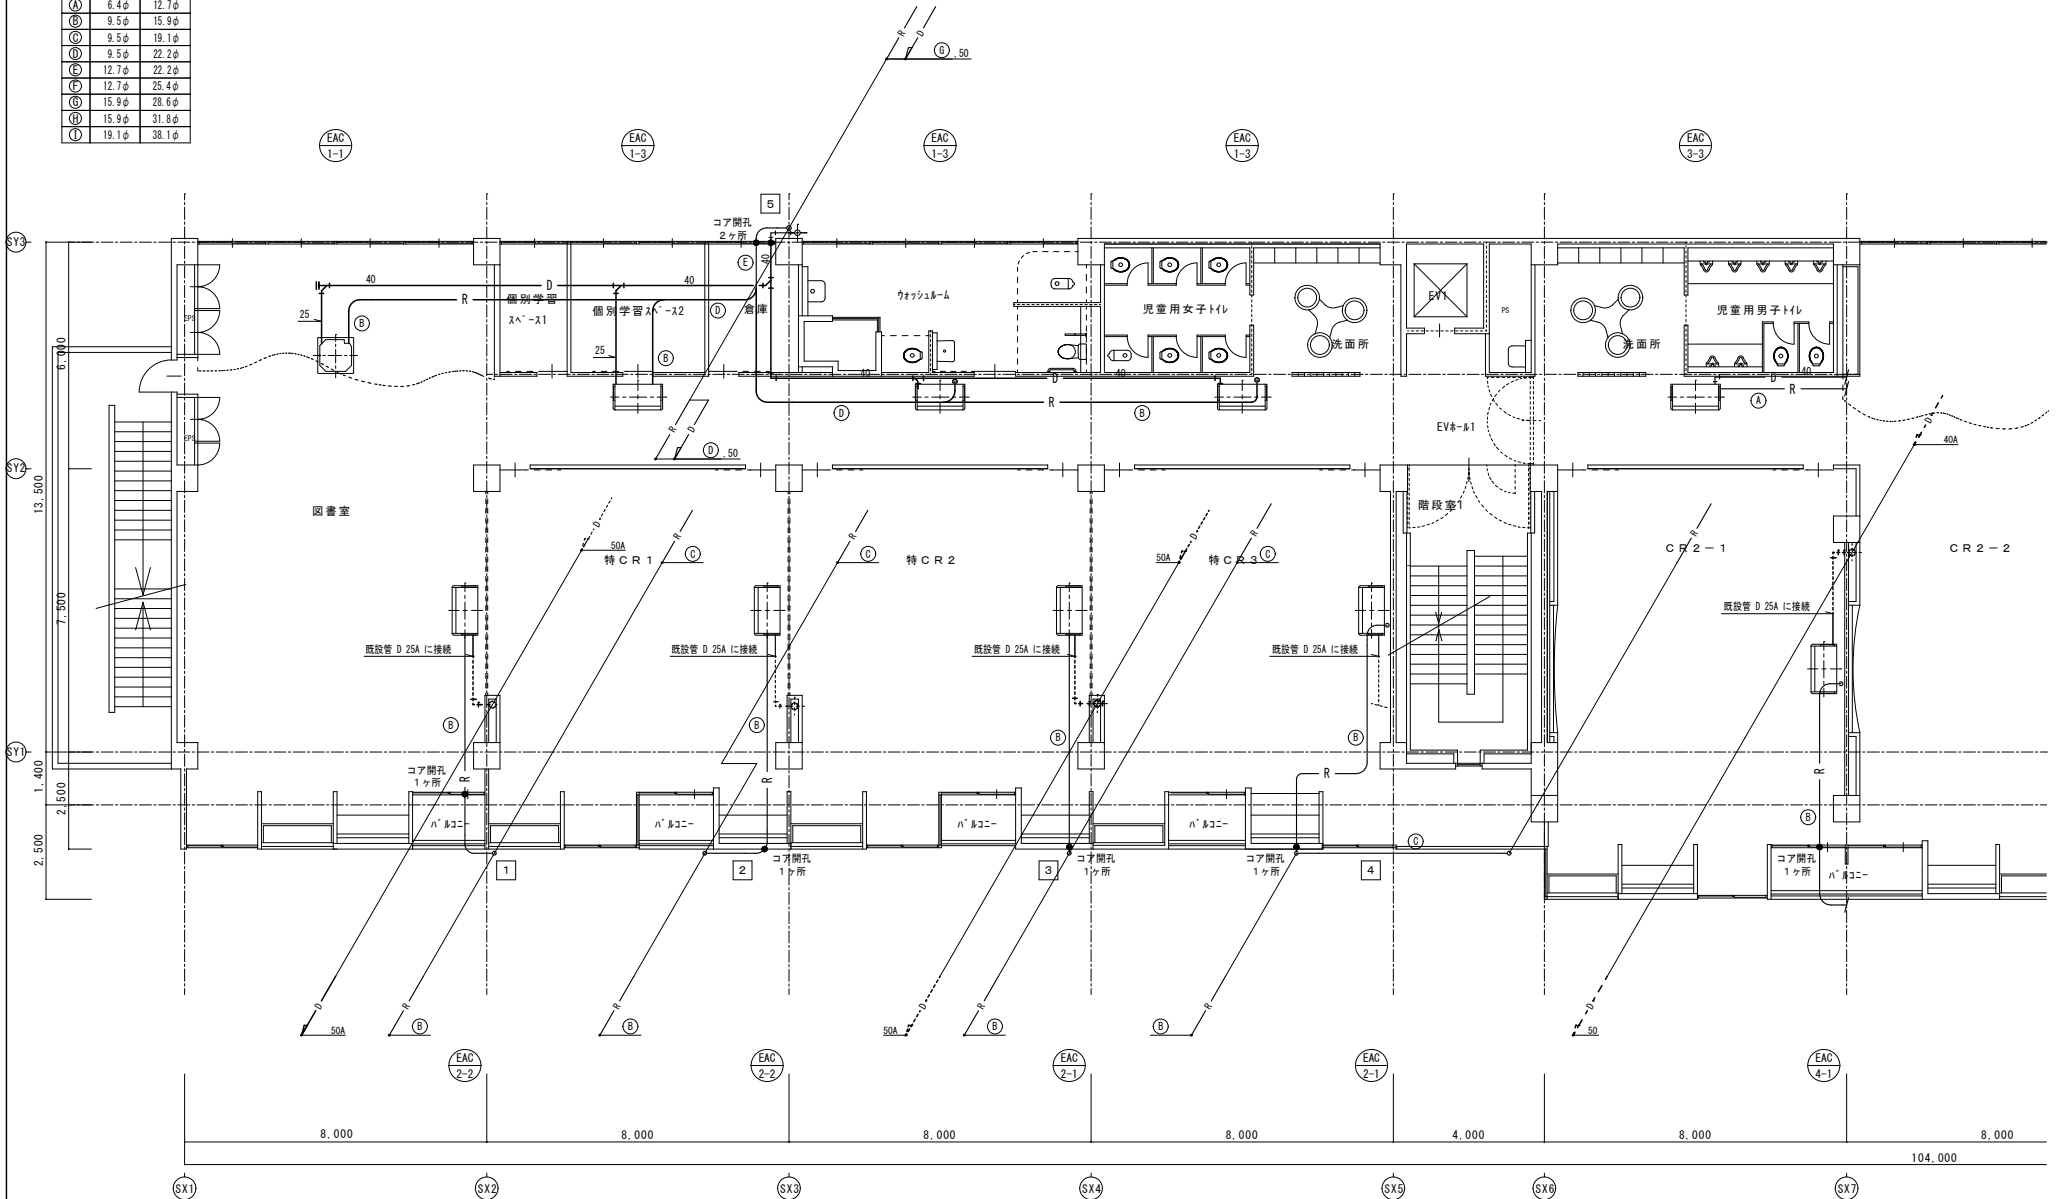 Ⓐ 6.4φ 12.7φ
Ⓑ 9.5φ 15.9φ
Ⓒ 9.5φ 19.1φ
Ⓓ 9.5φ 22.2φ
Ⓔ 12.7φ 22.2φ
Ⓕ 12.7φ 25.4φ
Ⓖ 15.9φ 28.6φ
Ⓗ 15.9φ 31.8φ
Ⓘ 19.1φ 38.1φ
R D
Ⓖ .50
EAC 1-1
EAC 1-3
EAC 1-3
EAC 1-3
EAC 3-3
5
コア開孔
2ヶ所
SY3
Ⓔ
40
40 D 40
R
個別学習
スペース1
個別学習スペース2
Ⓓ
倉庫
ウォッシュルーム
児童用女子トイレ
洗面所
EV1
PS
洗面所
児童用男子トイレ
EPS
25 Ⓑ
25 Ⓑ
6,000
40 D 40
R
Ⓓ
Ⓑ
D 40
R
Ⓐ
EPS
R D
Ⓓ .50
EVホール1
D
40A
SY2
13,500
図書室
階段室1
D
50A
R
Ⓒ
特CR1
R
Ⓒ
特CR2
D
50A
R
Ⓒ
特CR3
R
CR2-1
CR2-2
7,500
既設管 D 25A に接続
既設管 D 25A に接続
既設管 D 25A に接続
既設管 D 25A に接続
既設管 D 25A に接続
Ⓑ
Ⓑ
Ⓑ
Ⓑ
SY1
1,400
2,500
2,500
コア開孔
1ヶ所
R
R
R
R
Ⓑ
バルコニー
バルコニー
バルコニー
バルコニー
バルコニー
Ⓒ
1
2
コア開孔
1ヶ所
3
コア開孔
1ヶ所
コア開孔
1ヶ所
4
コア開孔
1ヶ所
D
50A
R
Ⓑ
R
Ⓑ
D
50A
R
Ⓑ
R
Ⓑ
D
50
EAC 2-2
EAC 2-2
EAC 2-1
EAC 2-1
EAC 4-1
8,000 8,000 8,000 8,000 4,000 8,000 8,000
104,000
SX1 SX2 SX3 SX4 SX5 SX6 SX7